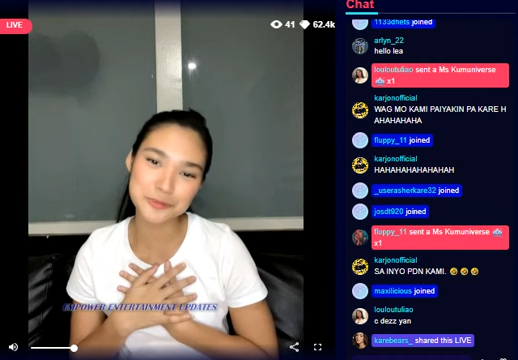 LIVE
41 62.4k
EMPOWER ENTERTAINMENT UPDATES
Chat
1133dhets joined
arlyn_22
hello lea
louloutuliao sent a Ms Kumuniverse
x1
karjonofficial
WAG MO KAMI PAIYAKIN PA KARE H
AHAHAHAHA
fluppy_11 joined
karjonofficial
HAHAHAHAHAHAHAH
_userasherkare32 joined
josdt920 joined
fluppy_11 sent a Ms Kumuniverse
x1
karjonofficial
SA INYO PDN KAMI. 🤣 🤣 🤣
maxilicious joined
louloutuliao
c dezz yan
karebears_ shared this LIVE